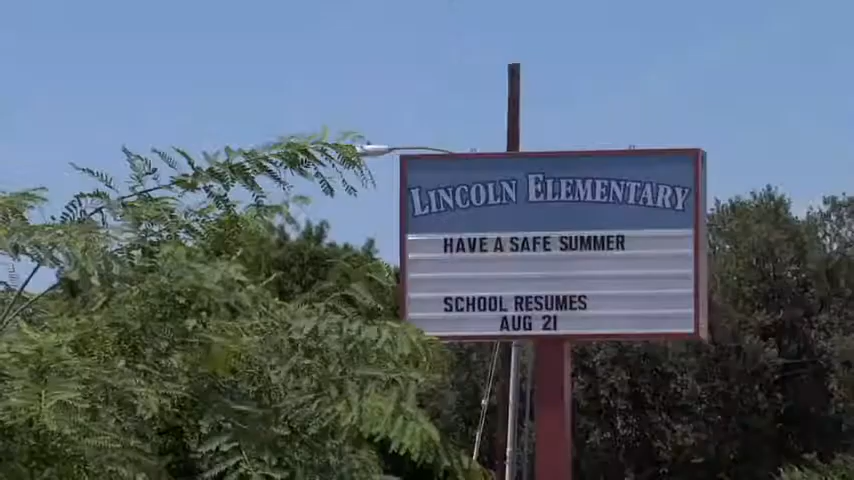 LINCOLN ELEMENTARY
HAVE A SAFE SUMMER
SCHOOL RESUMES
AUG 21